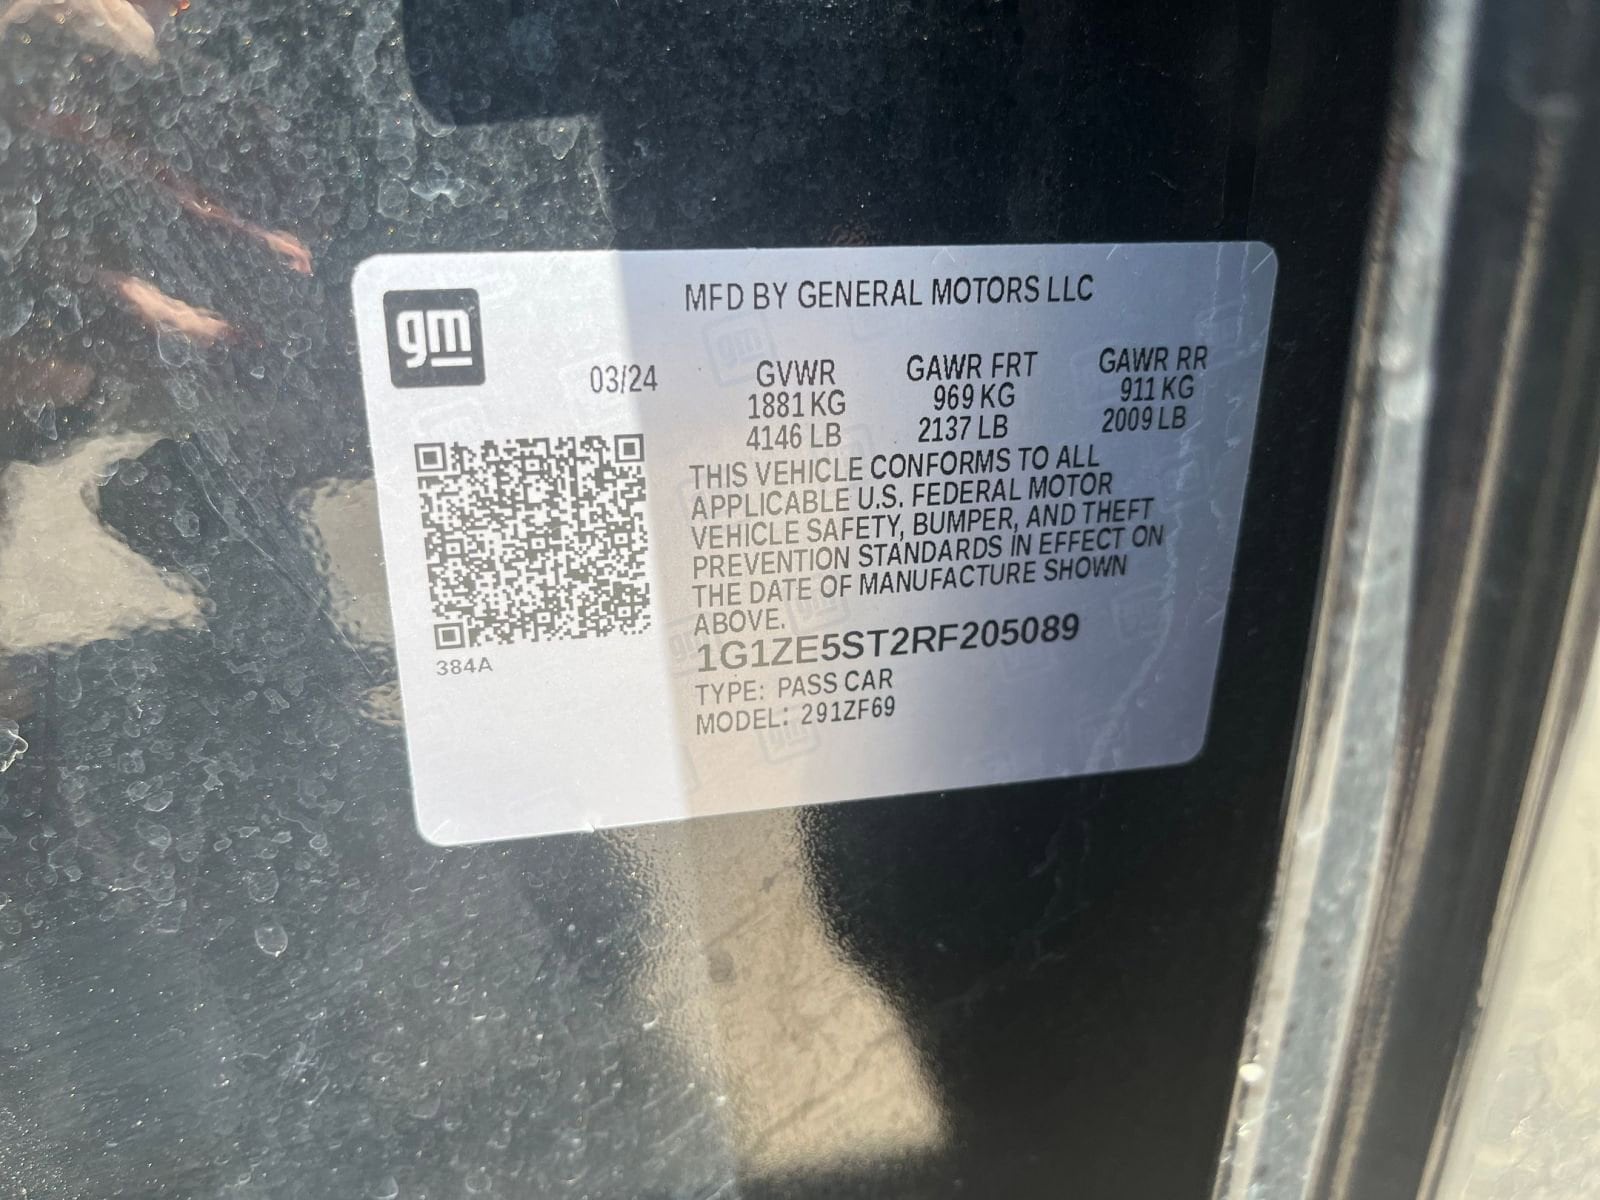 MFD BY GENERAL MOTORS LLC
gm
03/24 GVWR GAWR FRT GAWR RR
1881 KG 969 KG 911 KG
4146 LB 2137 LB 2009 LB
THIS VEHICLE CONFORMS TO ALL
APPLICABLE U.S. FEDERAL MOTOR
VEHICLE SAFETY, BUMPER, AND THEFT
PREVENTION STANDARDS IN EFFECT ON
THE DATE OF MANUFACTURE SHOWN
ABOVE.
1G1ZE5ST2RF205089
384A
TYPE: PASS CAR
MODEL: 291ZF69